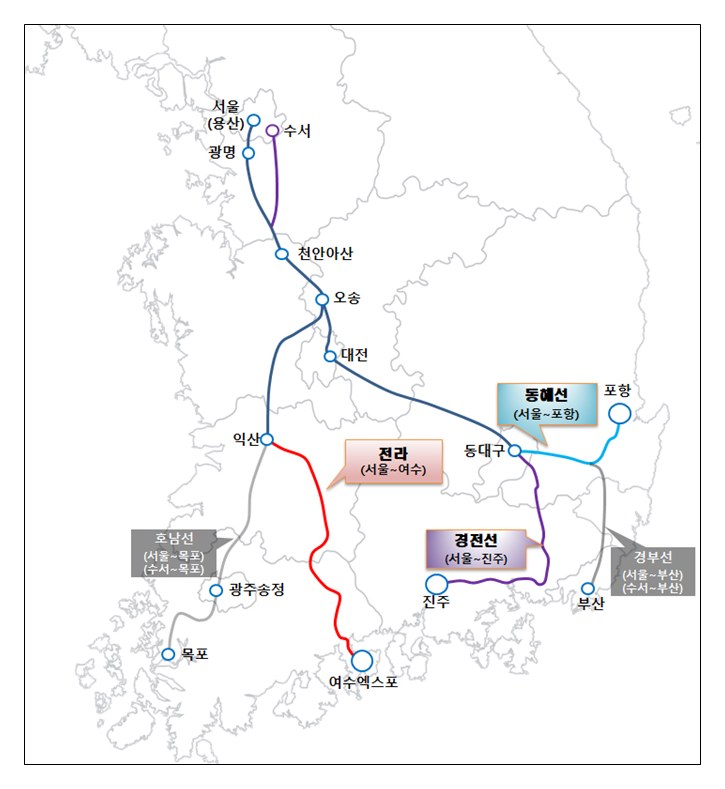 서울
(용산)
수서
광명
천안아산
오송
대전
동해선
(서울~포항)
포항
익산
전라
(서울~여수)
동대구
호남선
(서울~목포)
(수서~목포)
경전선
(서울~진주)
경부선
(서울~부산)
(수서~부산)
광주송정
진주
부산
목포
여수엑스포